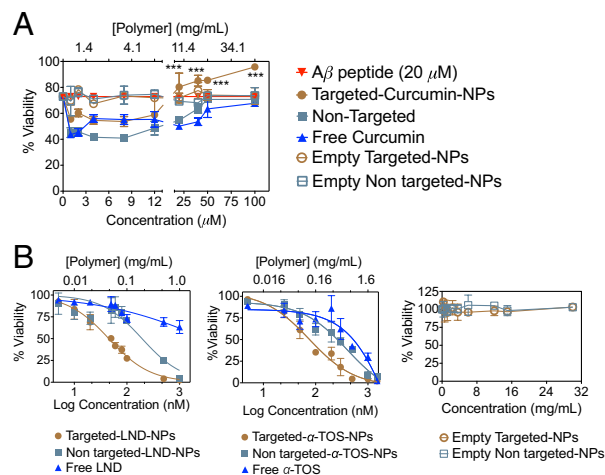 A
[Polymer] (mg/mL)
1.4 4.1 11.4 34.1
100
80
60
40
20
0
% Viability
*** *** *** ***
0 3 6 9 12 25 50 75 100
Concentration (μM)
Aβ peptide (20 μM)
Targeted-Curcumin-NPs
Non-Targeted
Free Curcumin
Empty Targeted-NPs
Empty Non targeted-NPs
B
[Polymer] (mg/mL)
0.01 0.1 1.0
100
75
50
25
0
% Viability
1 2 3
Log Concentration (nM)
Targeted-LND-NPs
Non targeted-LND-NPs
Free LND
[Polymer] (mg/mL)
0.016 0.16 1.6
100
75
50
25
0
1 2 3
Log Concentration (nM)
Targeted-α-TOS-NPs
Non targeted-α-TOS-NPs
Free α-TOS
125
100
75
50
25
0
%Viability
0 8 16 24 32
mg/mL
Empty Targeted-NPs
Empty Non targeted-NPs